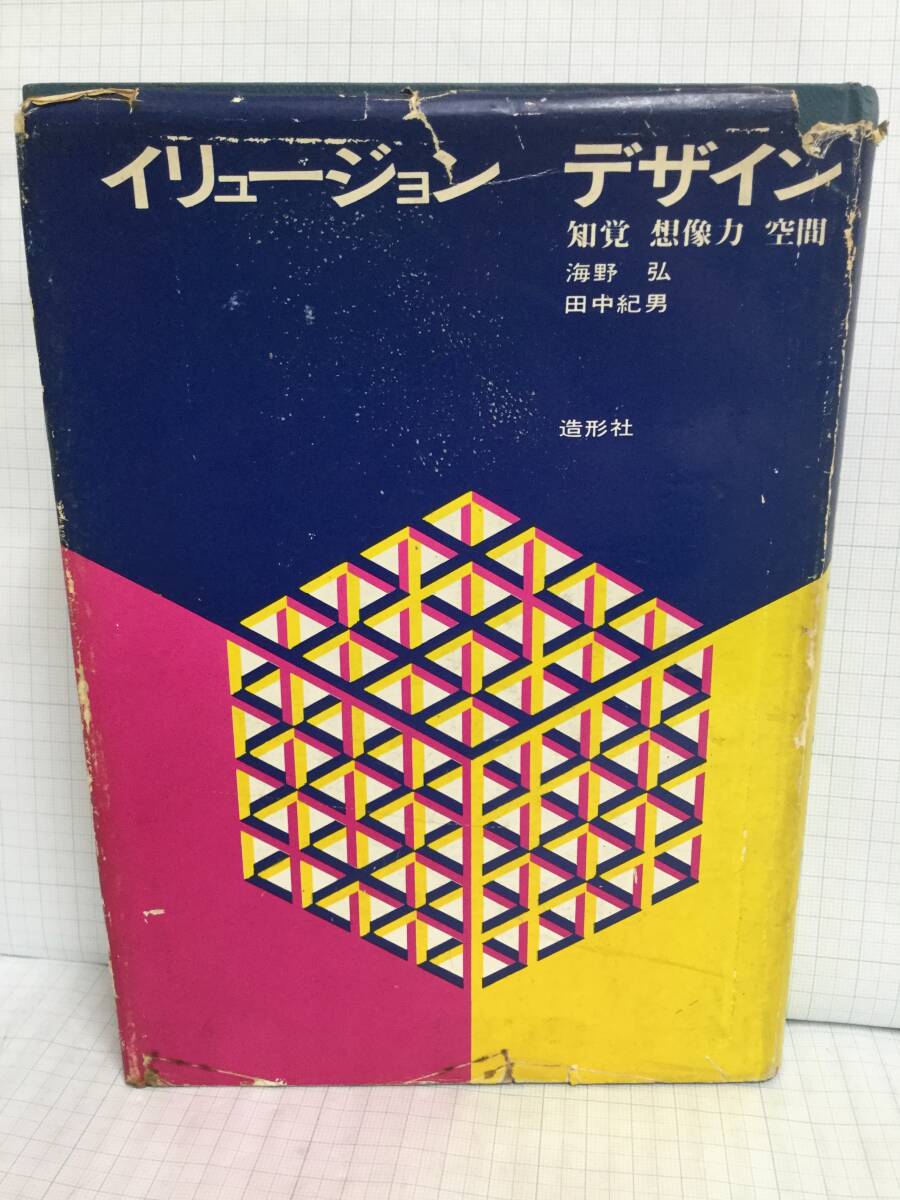 イリュージョン デザイン
知覚 想像力 空間
海野 弘
田中紀男
造形社